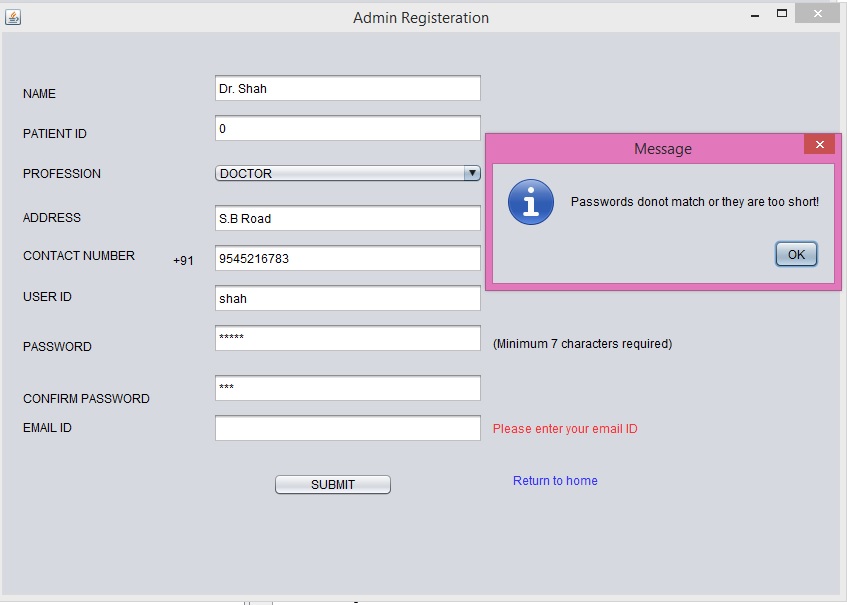 Admin Registeration
NAME
Dr. Shah
PATIENT ID
0
PROFESSION
DOCTOR
Message
Passwords donot match or they are too short!
OK
ADDRESS
S.B Road
CONTACT NUMBER
+91
9545216783
USER ID
shah
PASSWORD
*****
(Minimum 7 characters required)
CONFIRM PASSWORD
***
EMAIL ID
Please enter your email ID
SUBMIT
Return to home